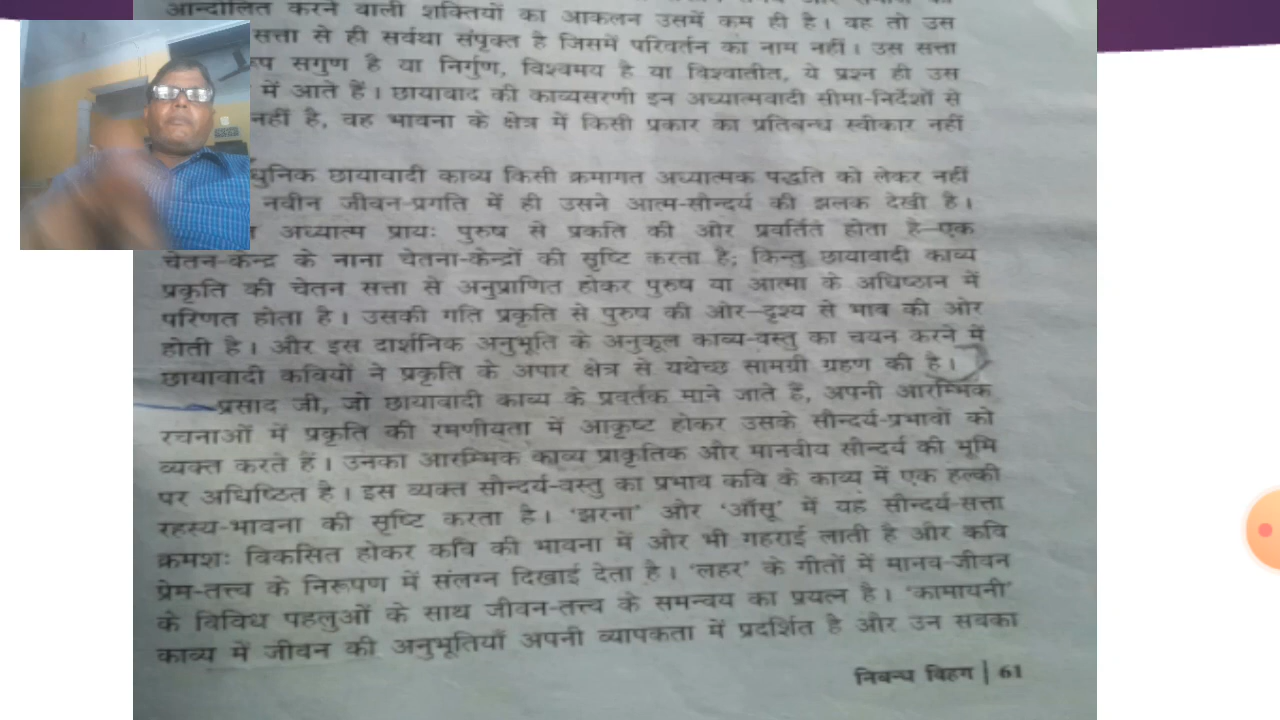 आन्दोलित करने वाली शक्तियों का आकलन उसमें कम ही है। वह तो उस
सत्ता से ही सर्वथा संपृक्त है जिसमें परिवर्तन का नाम नहीं। उस सत्ता
सगुण है या निर्गुण, विश्वमय है या विश्वातीत, ये प्रश्न ही उस
में आते हैं। छायावाद की काव्यसरणी इन अध्यात्मवादी सीमा-निर्देशों से
नहीं है, वह भावना के क्षेत्र में किसी प्रकार का प्रतिबन्ध स्वीकार नहीं
छायावादी काव्य किसी क्रमागत अध्यात्मक पद्धति को लेकर नहीं
नवीन जीवन-प्रगति में ही उसने आत्म-सौन्दर्य की झलक देखी है।
अध्यात्म प्रायः पुरुष से प्रकति की ओर प्रवर्तित होता है—एक
चेतन-केन्द्र के नाना चेतना-केन्द्रों की सृष्टि करता है; किन्तु छायावादी काव्य
प्रकृति की चेतन सत्ता से अनुप्राणित होकर पुरुष या आत्मा के अधिष्ठान में
परिणत होता है। उसकी गति प्रकृति से पुरुष की ओर—दृश्य से भाव की ओर
होती है। और इस दार्शनिक अनुभूति के अनुकूल काव्य-वस्तु का चयन करने में
छायावादी कवियों ने प्रकृति के अपार क्षेत्र से यथेच्छ सामग्री ग्रहण की है।
प्रसाद जी, जो छायावादी काव्य के प्रवर्तक माने जाते हैं, अपनी आरम्भिक
रचनाओं में प्रकृति की रमणीयता में आकृष्ट होकर उसके सौन्दर्य-प्रभावों को
व्यक्त करते हैं। उनका आरम्भिक काव्य प्राकृतिक और मानवीय सौन्दर्य की भूमि
पर अधिष्ठित है। इस व्यक्त सौन्दर्य-वस्तु का प्रभाव कवि के काव्य में एक हल्की
रहस्य-भावना की सृष्टि करता है। 'झरना' और 'आँसू' में यह सौन्दर्य-सत्ता
क्रमशः विकसित होकर कवि की भावना में और भी गहराई लाती है और कवि
प्रेम-तत्त्व के निरूपण में संलग्न दिखाई देता है। 'लहर' के गीतों में मानव-जीवन
के विविध पहलुओं के साथ जीवन-तत्त्व के समन्वय का प्रयत्न है। 'कामायनी'
काव्य में जीवन की अनुभूतियाँ अपनी व्यापकता में प्रदर्शित है और उन सबका
निबन्ध विहग | 61